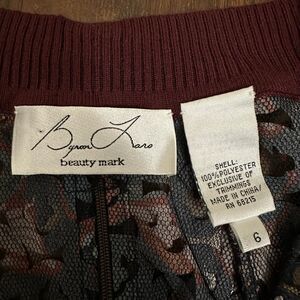 Byron Lars
beauty mark
SHELL:
100% POLYESTER
EXCLUSIVE OF
TRIMMINGS
MADE IN CHINA/
RN 68215
6